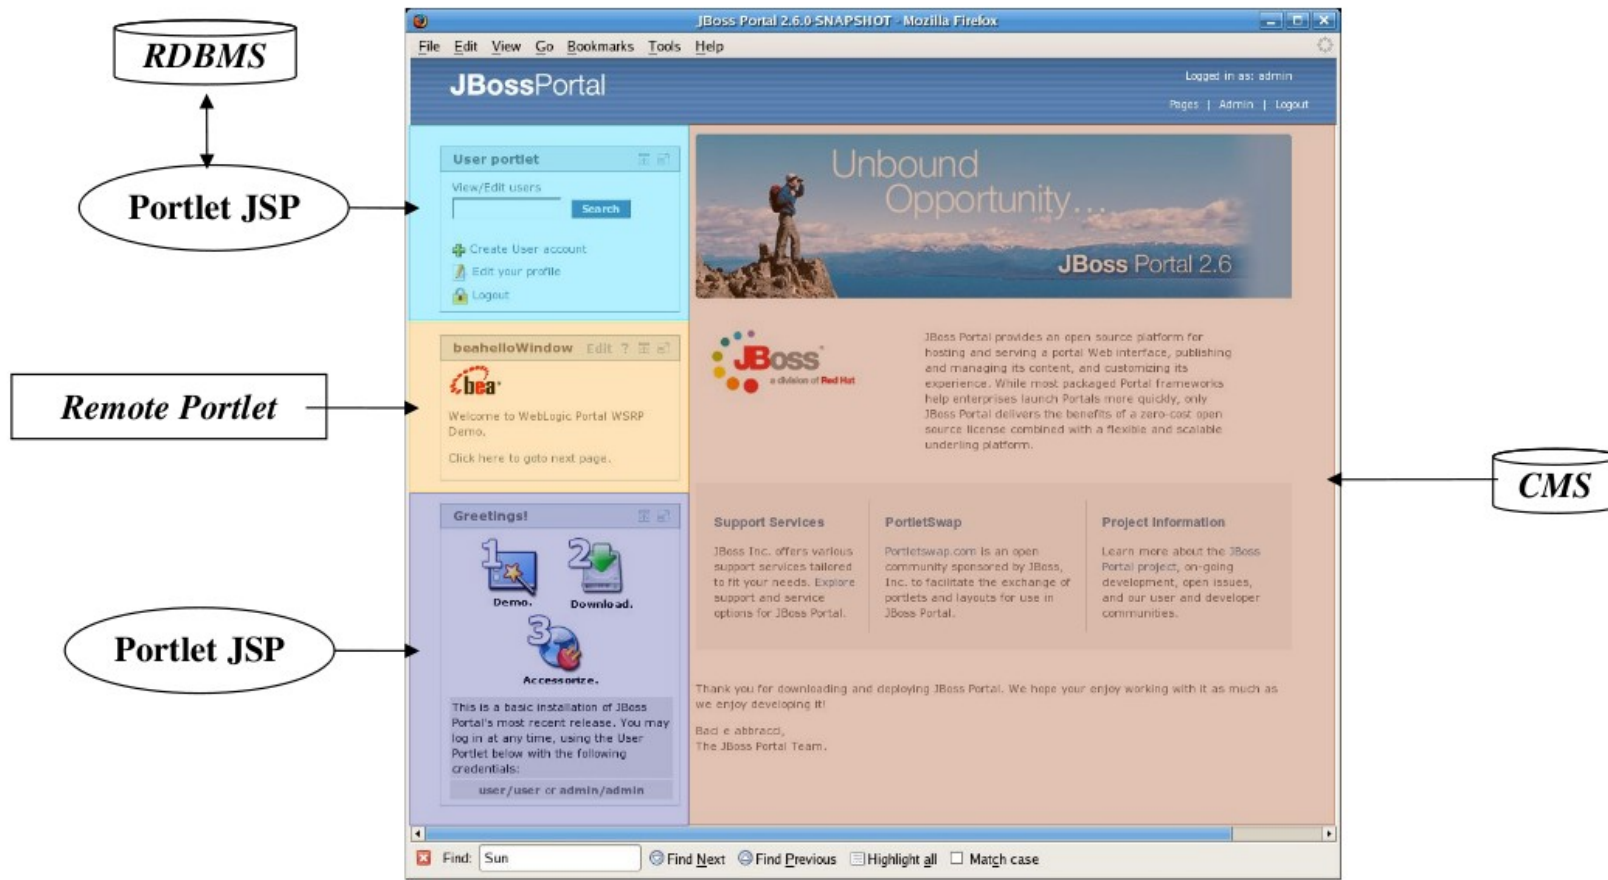 RDBMS
Portlet JSP
Remote Portlet
Portlet JSP
JBoss Portal 2.6.0-SNAPSHOT - Mozilla Firefox
File Edit View Go Bookmarks Tools Help
JBossPortal
Logged in as: admin
Pages | Admin | Logout
User portlet
View/Edit users
Search
Create User account
Edit your profile
Logout
beahelloWindow Edit ?
bea
Welcome to WebLogic Portal WSRP
Demo.
Click here to goto next page.
Greetings!
1
2
Demo.
Download.
3
Accessorize.
This is a basic installation of JBoss
Portal's most recent release. You may
log in at any time, using the User
Portlet below with the following
credentials:
user/user or admin/admin
Unbound
Opportunity...
JBoss Portal 2.6
JBoss
a division of Red Hat
JBoss Portal provides an open source platform for
hosting and serving a portal Web interface, publishing
and managing its content, and customizing its
experience. While most packaged Portal frameworks
help enterprises launch Portals more quickly, only
JBoss Portal delivers the benefits of a zero-cost open
source license combined with a flexible and scalable
underling platform.
Support Services
JBoss Inc. offers various
support services tailored
to fit your needs. Explore
support and service
options for JBoss Portal.
PortletSwap
Portletswap.com is an open
community sponsored by JBoss,
Inc. to facilitate the exchange of
portlets and layouts for use in
JBoss Portal.
Project Information
Learn more about the JBoss
Portal project, on-going
development, open issues,
and our user and developer
communities.
Thank you for downloading and deploying JBoss Portal. We hope your enjoy working with it as much as
we enjoy developing it!
Baci e abbracci,
The JBoss Portal Team.
CMS
Find: Sun Find Next Find Previous Highlight all Match case